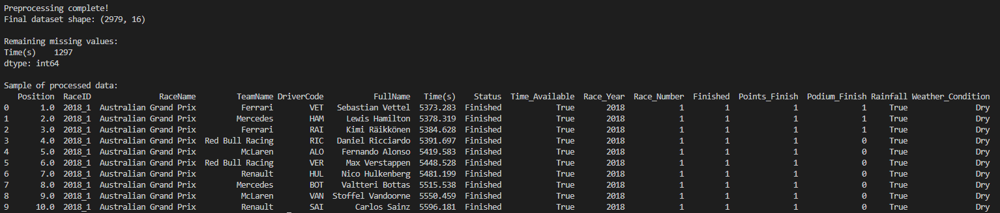 Preprocessing complete!
Final dataset shape: (2979, 16)

Remaining missing values:
Time(s)    1297
dtype: int64

Sample of processed data:
   Position  RaceID               RaceName         TeamName DriverCode           FullName   Time(s)    Status  Time_Available  Race_Year  Race_Number  Finished  Points_Finish  Podium_Finish Rainfall Weather_Condition
0       1.0  2018_1  Australian Grand Prix          Ferrari        VET   Sebastian Vettel  5373.283  Finished            True       2018            1         1              1              1     True               Dry
1       2.0  2018_1  Australian Grand Prix         Mercedes        HAM     Lewis Hamilton  5378.319  Finished            True       2018            1         1              1              1     True               Dry
2       3.0  2018_1  Australian Grand Prix          Ferrari        RAI     Kimi Räikkönen  5384.628  Finished            True       2018            1         1              1              1     True               Dry
3       4.0  2018_1  Australian Grand Prix  Red Bull Racing        RIC   Daniel Ricciardo  5391.697  Finished            True       2018            1         1              1              0     True               Dry
4       5.0  2018_1  Australian Grand Prix          McLaren        ALO    Fernando Alonso  5419.583  Finished            True       2018            1         1              1              0     True               Dry
5       6.0  2018_1  Australian Grand Prix  Red Bull Racing        VER     Max Verstappen  5448.528  Finished            True       2018            1         1              1              0     True               Dry
6       7.0  2018_1  Australian Grand Prix          Renault        HUL    Nico Hulkenberg  5481.199  Finished            True       2018            1         1              1              0     True               Dry
7       8.0  2018_1  Australian Grand Prix         Mercedes        BOT    Valtteri Bottas  5515.538  Finished            True       2018            1         1              1              0     True               Dry
8       9.0  2018_1  Australian Grand Prix          McLaren        VAN  Stoffel Vandoorne  5550.459  Finished            True       2018            1         1              1              0     True               Dry
9      10.0  2018_1  Australian Grand Prix          Renault        SAI       Carlos Sainz  5596.181  Finished            True       2018            1         1              1              0     True               Dry